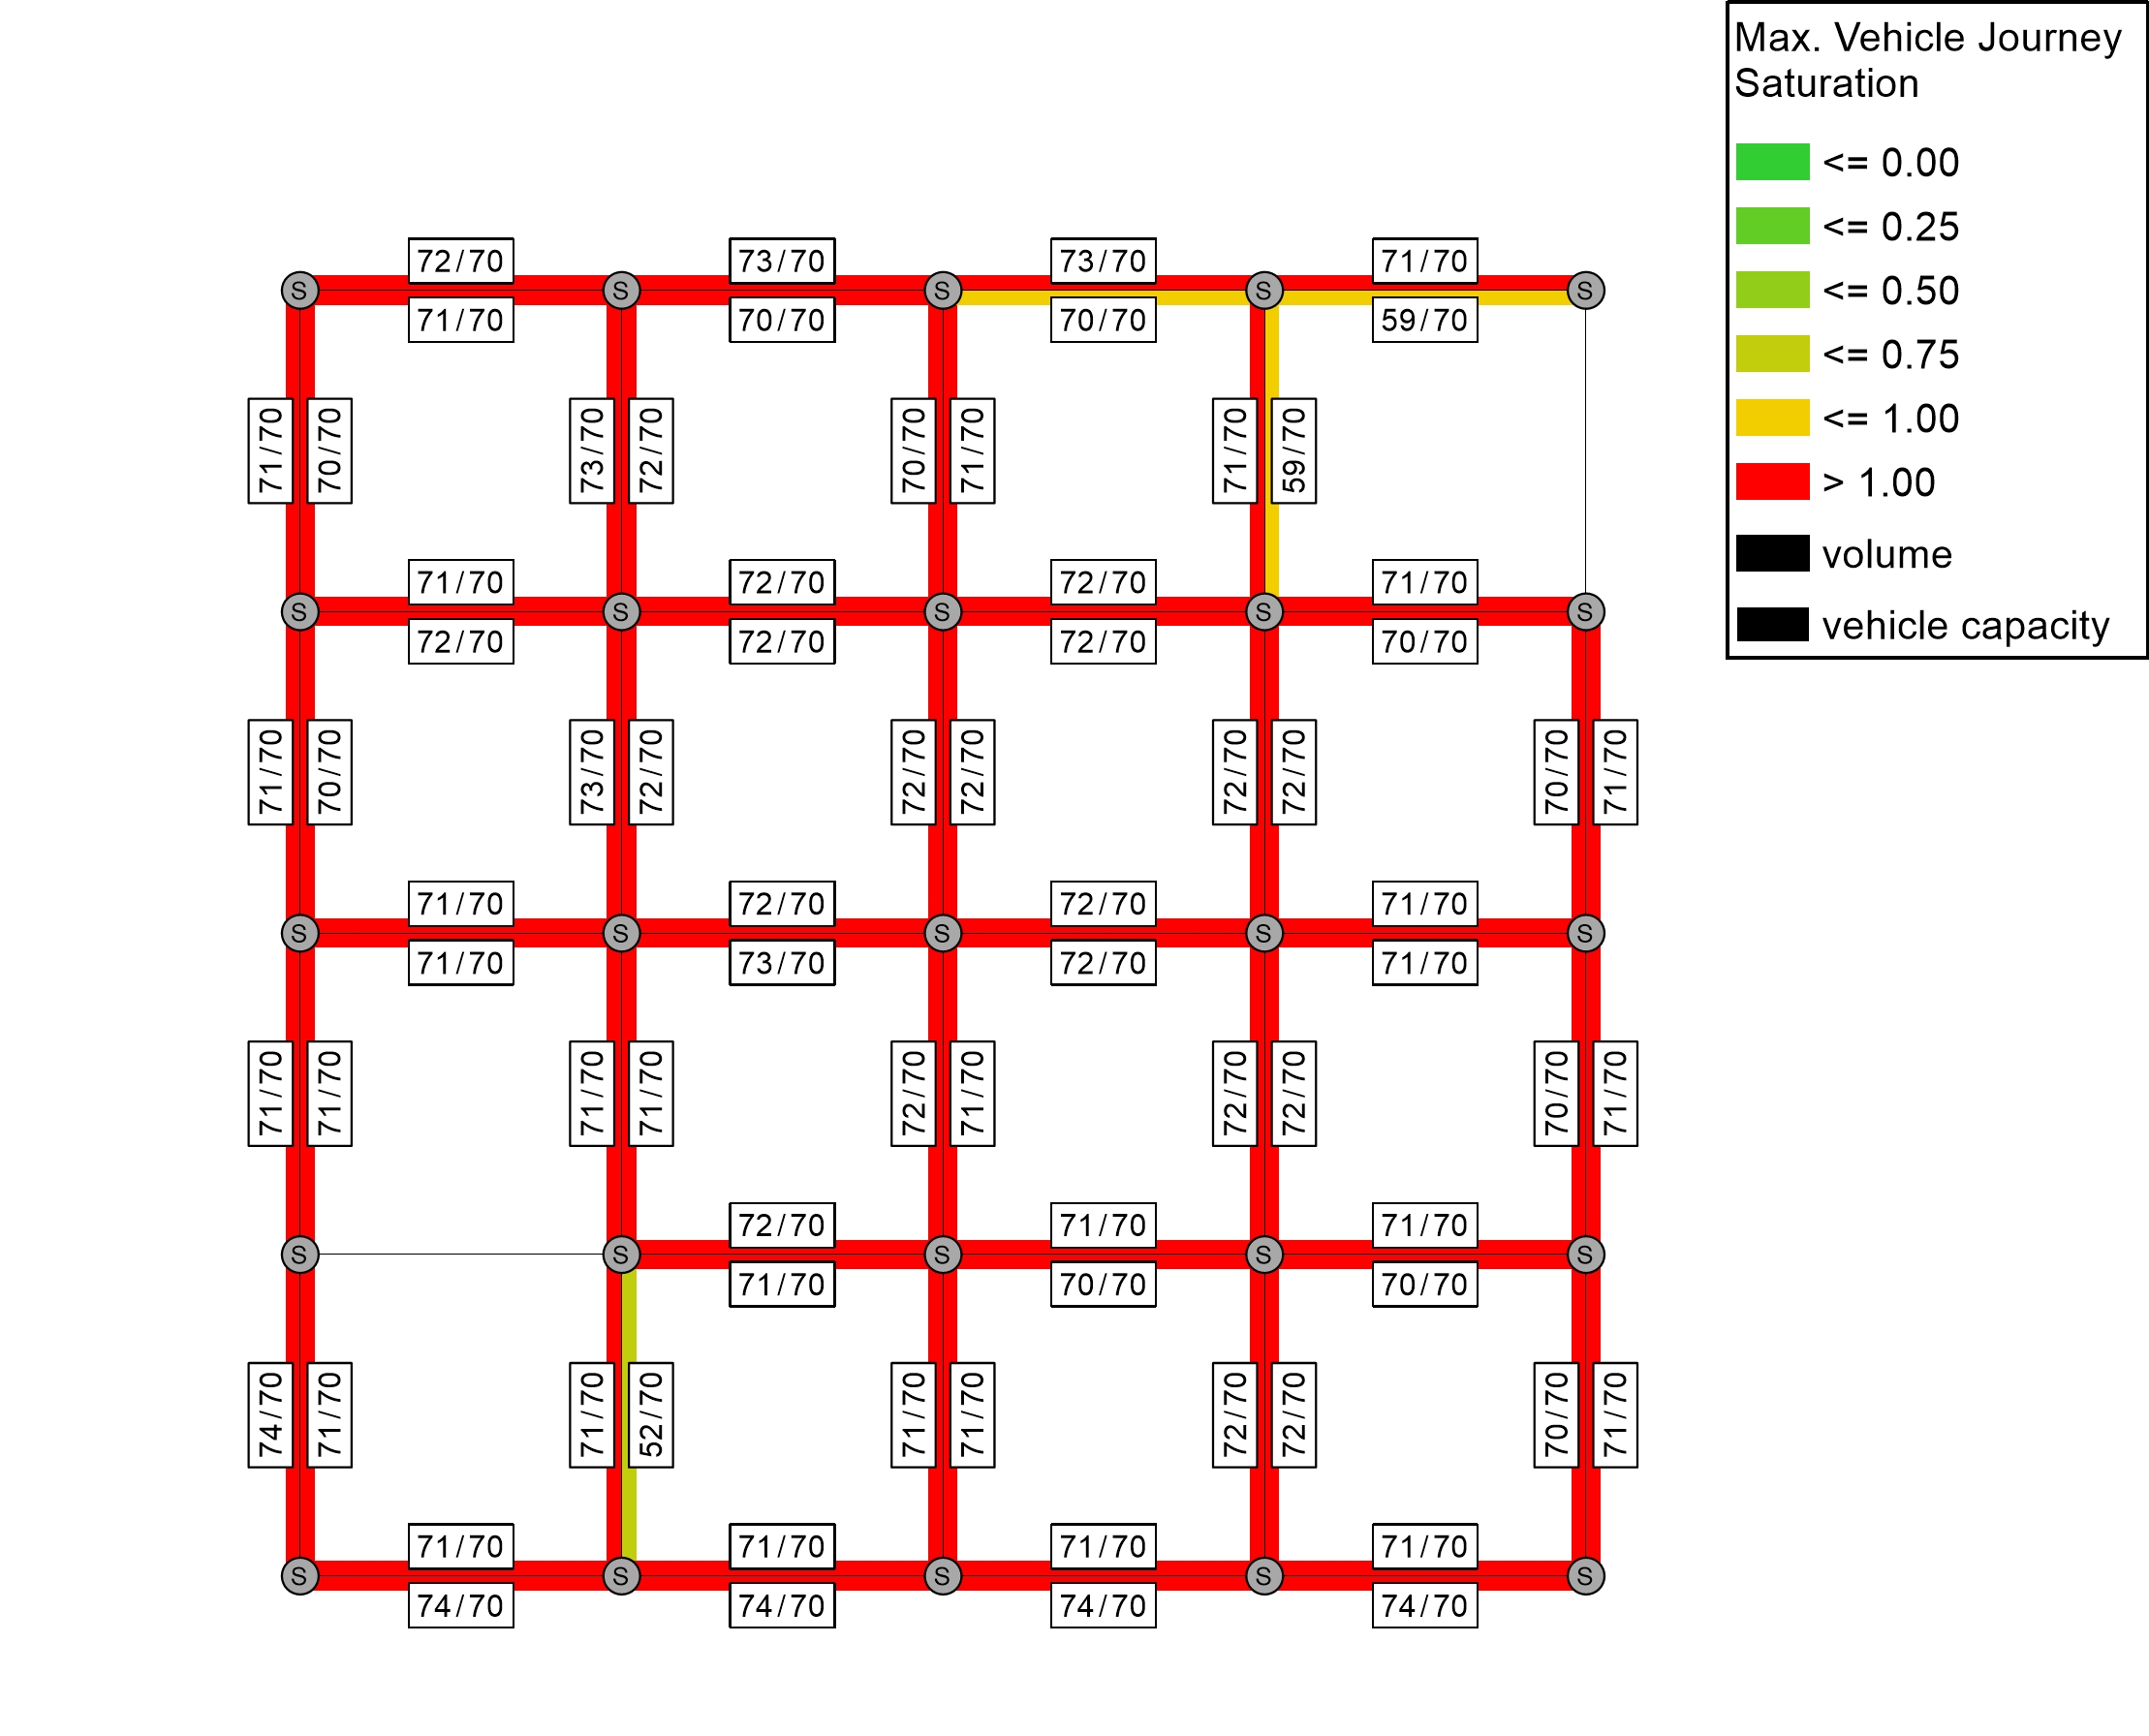 Max. Vehicle Journey
Saturation
<= 0.00
<= 0.25
<= 0.50
<= 0.75
<= 1.00
> 1.00
volume
vehicle capacity
72/70 73/70 73/70 71/70
S S S S S
71/70 70/70 70/70 59/70
71/70 70/70 73/70 72/70 70/70 71/70 71/70 59/70
71/70 72/70 72/70 71/70
S S S S S
72/70 72/70 72/70 70/70
71/70 70/70 73/70 72/70 72/70 72/70 72/70 72/70 70/70 71/70
71/70 72/70 72/70 71/70
S S S S S
71/70 73/70 72/70 71/70
71/70 71/70 71/70 71/70 72/70 71/70 72/70 72/70 70/70 71/70
72/70 71/70 71/70
S S S S S
71/70 70/70 70/70
74/70 71/70 71/70 52/70 71/70 71/70 72/70 72/70 70/70 71/70
71/70 71/70 71/70 71/70
S S S S S
74/70 74/70 74/70 74/70